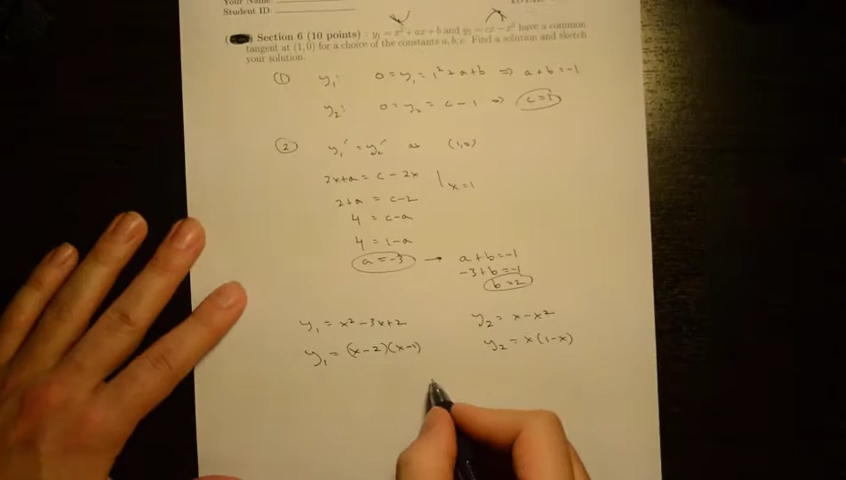 Student ID:
Section 6 (10 points) : y₁ = x² + ax + b and y₂ = cx − x² have a common
tangent at (1, 0) for a choice of the constants a, b, c. Find a solution and sketch
your solution.
① y₁: 0 = y₁ = 1² + a + b ⇒ a + b = −1
y₂: 0 = y₂ = c − 1 ⇒ c = 1
② y₁′ = y₂′ at (1,0)
2x + a = c − 2x | x = 1
2 + a = c − 2
4 = c − a
4 = 1 − a
a = −3 → a + b = −1
−3 + b = −1
b = 2
y₁ = x² − 3x + 2 y₂ = x − x²
y₁ = (x − 2)(x − 1) y₂ = x(1 − x)